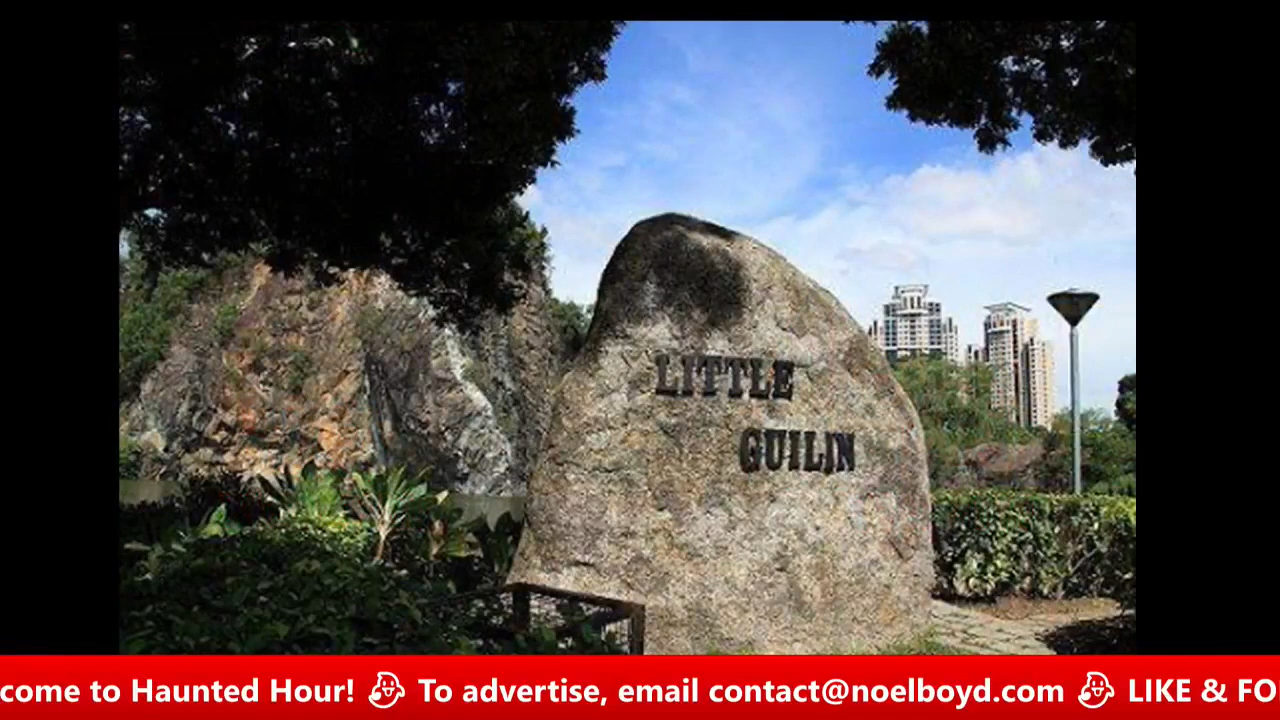 LITTLE
GUILIN
come to Haunted Hour! To advertise, email contact@noelboyd.com LIKE & FO